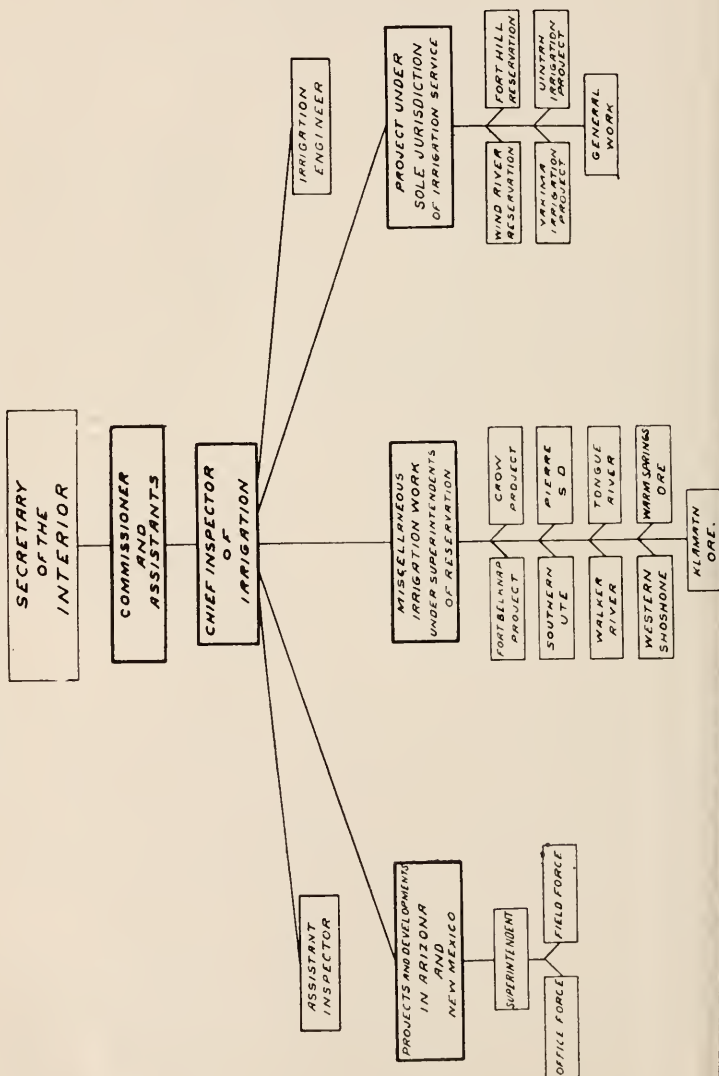 SECRETARY
OF THE
INTERIOR
COMMISSIONER
AND
ASSISTANTS
CHIEF INSPECTOR
OF
IRRIGATION
ASSISTANT
INSPECTOR
IRRIGATION
ENGINEER
PROJECTS AND DEVELOPMENTS
IN ARIZONA
AND
NEW MEXICO
SUPERINTENDENT
OFFICE FORCE
FIELD FORCE
MISCELLANEOUS
IRRIGATION WORK
UNDER SUPERINTENDENTS
OF RESERVATION
FORT BELKNAP
PROJECT
CROW
PROJECT
SOUTHERN
UTE
PIERRE
S D
WALKER
RIVER
TONGUE
RIVER
WESTERN
SHOSHONE
WARM SPRINGS
ORE
KLAMATH
ORE.
PROJECT UNDER
SOLE JURISDICTION
OF IRRIGATION SERVICE
WIND RIVER
RESERVATION
FORT HILL
RESERVATION
YAKIMA
IRRIGATION
PROJECT
UINTAH
IRRIGATION
PROJECT
GENERAL
WORK